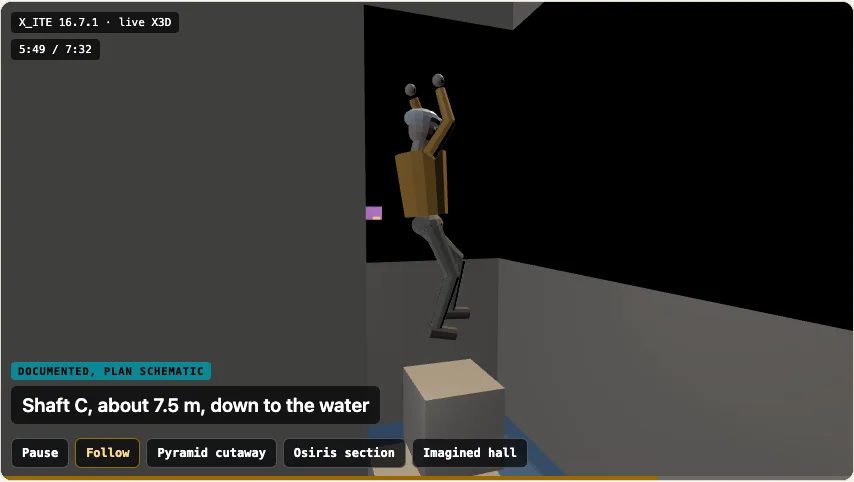 X_ITE 16.7.1 · live X3D
5:49 / 7:32
DOCUMENTED, PLAN SCHEMATIC
Shaft C, about 7.5 m, down to the water
Pause Follow Pyramid cutaway Osiris section Imagined hall